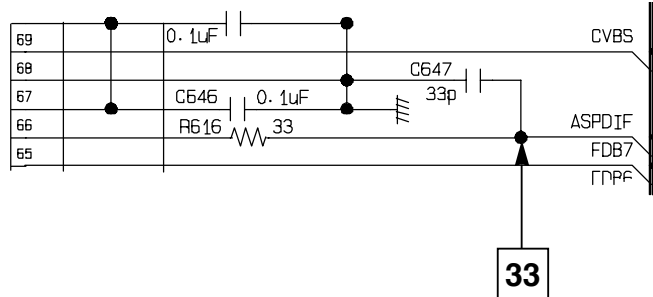 69
0.1uF
CVBS
68
C647
67
C646
0.1uF
33p
66
R616
33
ASPDIF
65
FDB7
33